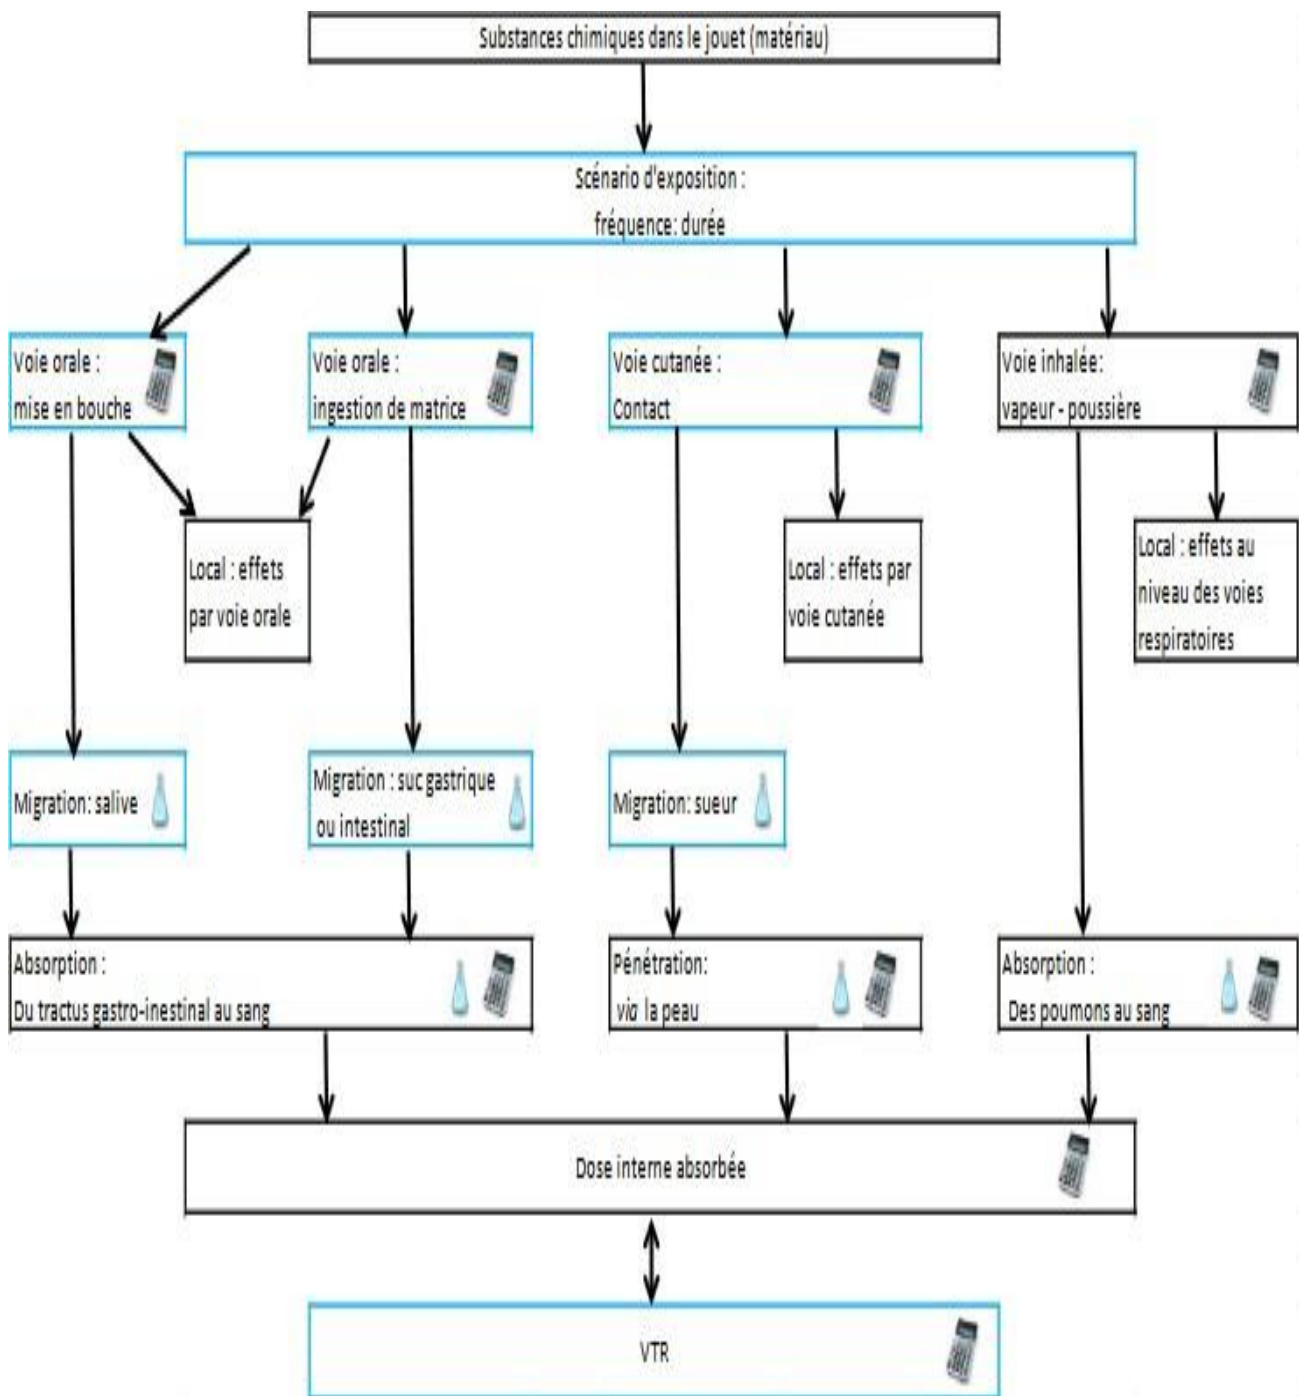 Substances chimiques dans le jouet (matériau)
Scénario d'exposition :
fréquence: durée
Voie orale :
mise en bouche
Voie orale :
ingestion de matrice
Voie cutanée :
Contact
Voie inhalée:
vapeur - poussière
Local : effets
par voie orale
Local : effets par
voie cutanée
Local : effets au
niveau des voies
respiratoires
Migration: salive
Migration : suc gastrique
ou intestinal
Migration: sueur
Absorption :
Du tractus gastro-inestinal au sang
Pénétration:
via la peau
Absorption :
Des poumons au sang
Dose interne absorbée
VTR